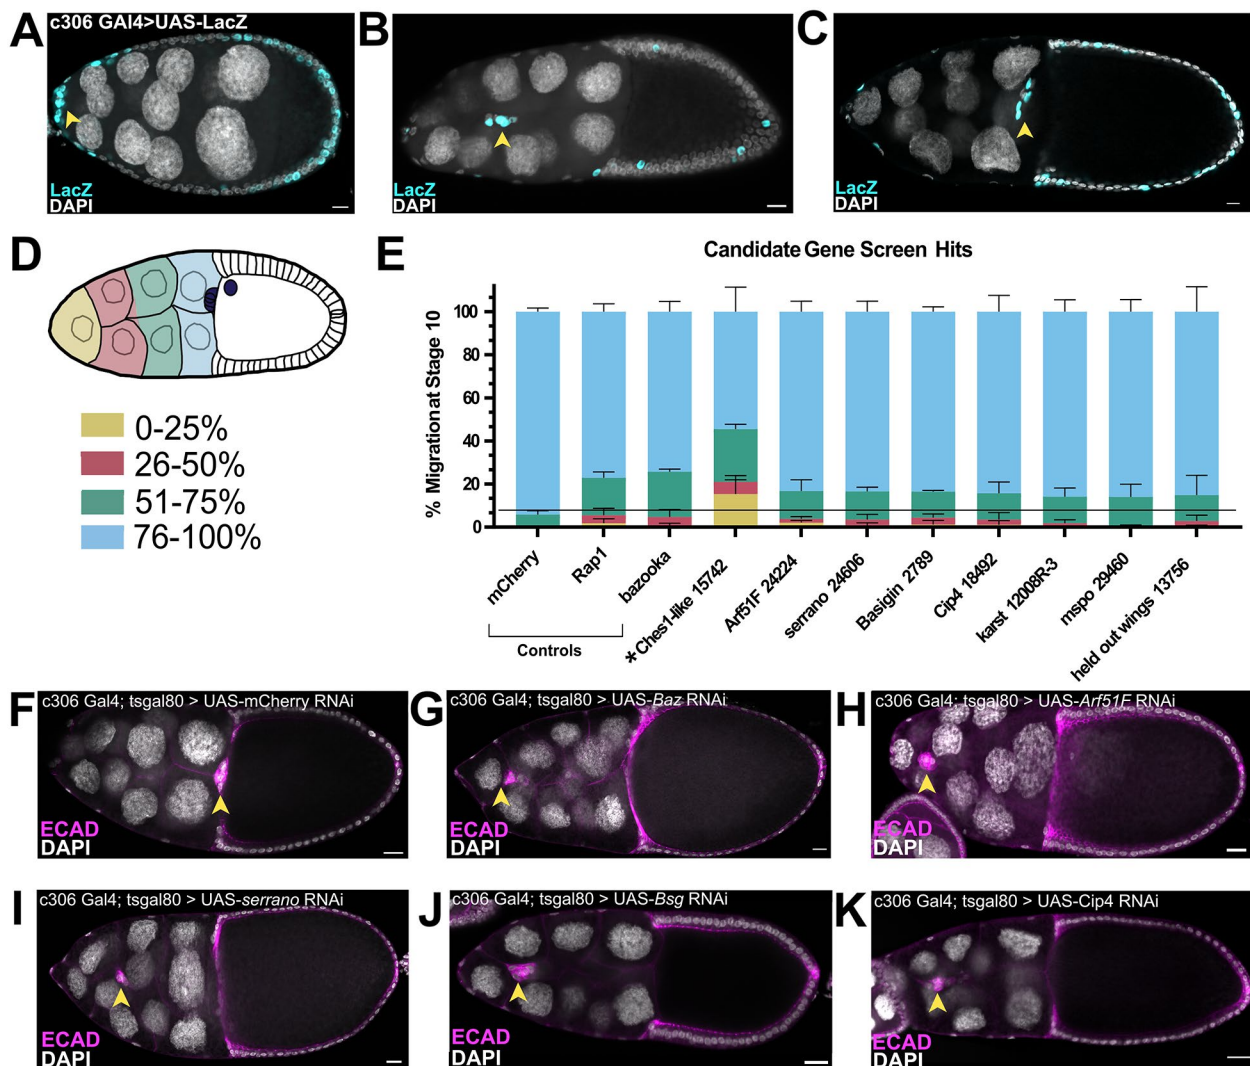 A
c306 GAl4>UAS-LacZ
LacZ
DAPI
B
LacZ
DAPI
C
LacZ
DAPI
D
0-25%
26-50%
51-75%
76-100%
E
Candidate Gene Screen Hits
% Migration at Stage 10
100
80
60
40
20
0
mCherry
Rap1
bazooka
*Ches1-like 15742
Arf51F 24224
serrano 24606
Basigin 2789
Cip4 18492
karst 12008R-3
mspo 29460
held out wings 13756
Controls
F
c306 Gal4; tsgal80 > UAS-mCherry RNAi
ECAD
DAPI
G
c306 Gal4; tsgal80 > UAS-Baz RNAi
ECAD
DAPI
H
c306 Gal4; tsgal80 > UAS-Arf51F RNAi
ECAD
DAPI
I
c306 Gal4; tsgal80 > UAS-serrano RNAi
ECAD
DAPI
J
c306 Gal4; tsgal80 > UAS-Bsg RNAi
ECAD
DAPI
K
c306 Gal4; tsgal80 > UAS-Cip4 RNAi
ECAD
DAPI